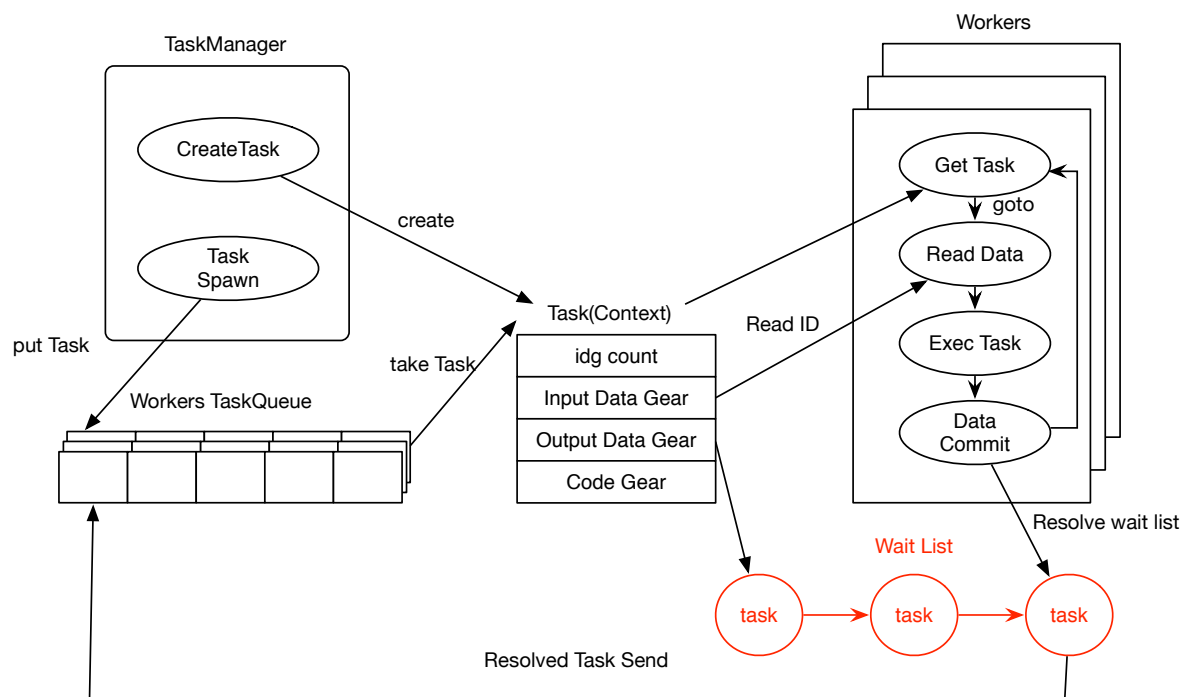 TaskManager
Workers
CreateTask
Get Task
goto
create
Task
Spawn
Read Data
Task(Context)
Read ID
put Task
take Task
idg count
Exec Task
Workers TaskQueue
Input Data Gear
Output Data Gear
Data
Commit
Code Gear
Resolve wait list
Wait List
task
task
task
Resolved Task Send